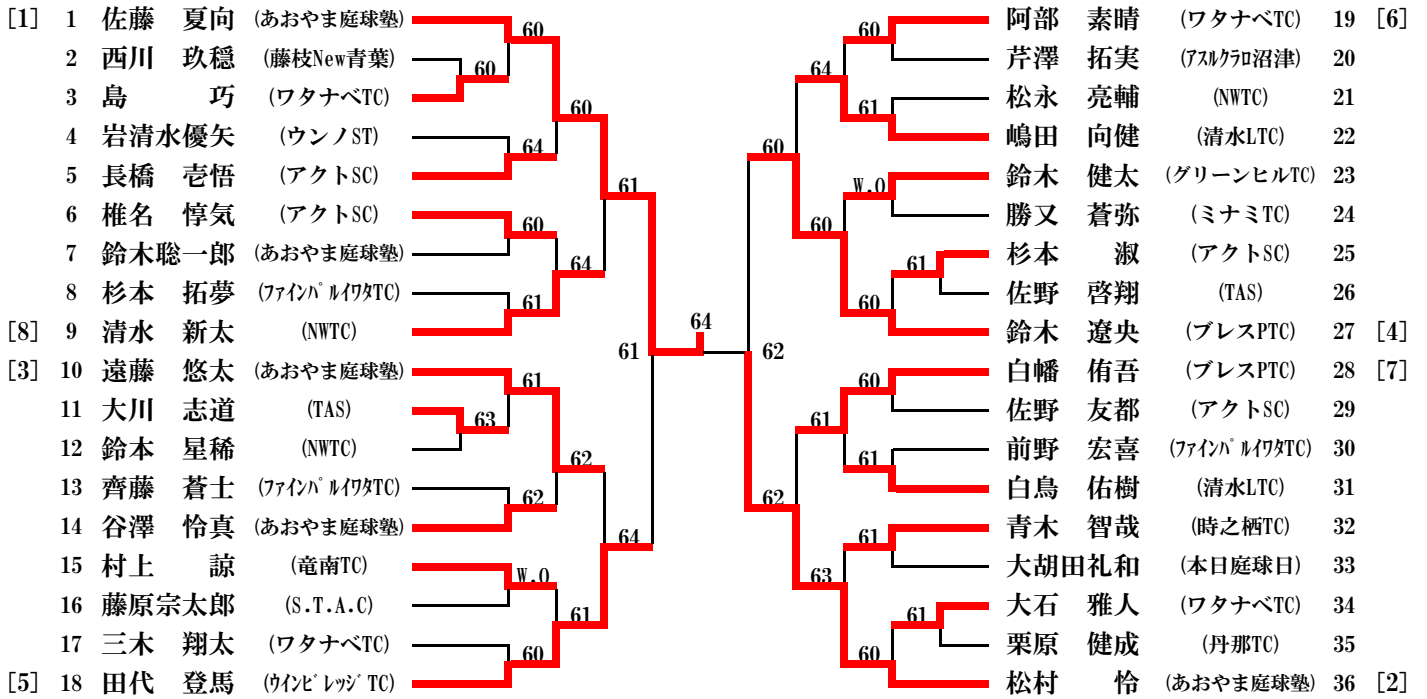 [1] 1 佐藤 夏向 (あおやま庭球塾)
2 西川 玖穏 (藤枝New青葉)
3 島 巧 (ワタナベTC)
4 岩清水優矢 (ウンノST)
5 長橋 壱悟 (アクトSC)
6 椎名 惇気 (アクトSC)
7 鈴木聡一郎 (あおやま庭球塾)
8 杉本 拓夢 (ファインパルイワタTC)
[8] 9 清水 新太 (NWTC)
[3] 10 遠藤 悠太 (あおやま庭球塾)
11 大川 志道 (TAS)
12 鈴本 星稀 (NWTC)
13 齊藤 蒼士 (ファインパルイワタTC)
14 谷澤 怜真 (あおやま庭球塾)
15 村上 諒 (竜南TC)
16 藤原宗太郎 (S.T.A.C)
17 三木 翔太 (ワタナベTC)
[5] 18 田代 登馬 (ウインビレッジTC)
60
60
60
64
61
60
64
61
61
64
61
63
62
62
64
W.O
61
60
60
64
61
60
W.O
60
61
60
62
60
61
61
62
61
63
61
60
阿部 素晴 (ワタナベTC) 19 [6]
芹澤 拓実 (アスルクラロ沼津) 20
松永 亮輔 (NWTC) 21
嶋田 向健 (清水LTC) 22
鈴木 健太 (グリーンヒルTC) 23
勝又 蒼弥 (ミナミTC) 24
杉本 淑 (アクトSC) 25
佐野 啓翔 (TAS) 26
鈴木 遼央 (ブレスPTC) 27 [4]
白幡 侑吾 (ブレスPTC) 28 [7]
佐野 友都 (アクトSC) 29
前野 宏喜 (ファインパルイワタTC) 30
白鳥 佑樹 (清水LTC) 31
青木 智哉 (時之栖TC) 32
大胡田礼和 (本日庭球日) 33
大石 雅人 (ワタナベTC) 34
栗原 健成 (丹那TC) 35
松村 怜 (あおやま庭球塾) 36 [2]